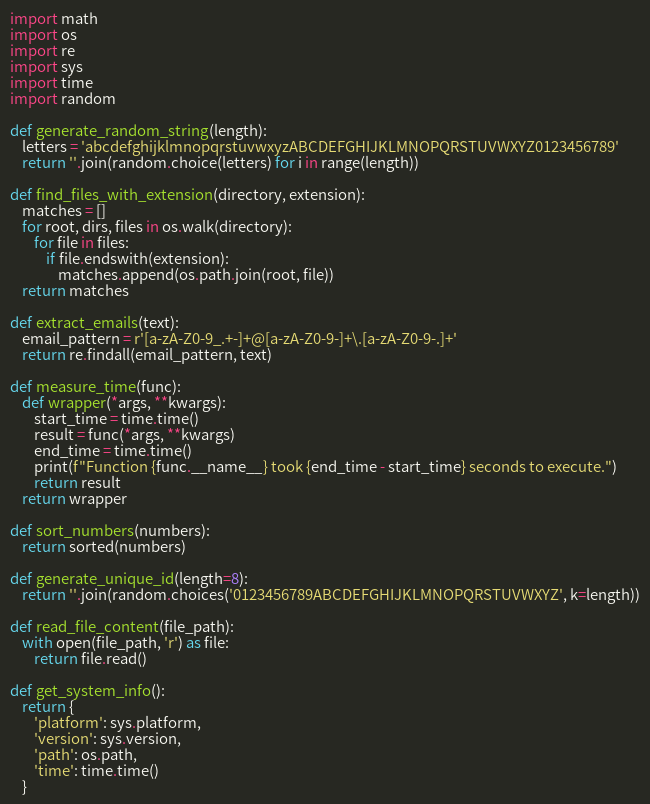 import math
import os
import re
import sys
import time
import random

def generate_random_string(length):
    letters = 'abcdefghijklmnopqrstuvwxyzABCDEFGHIJKLMNOPQRSTUVWXYZ0123456789'
    return ''.join(random.choice(letters) for i in range(length))

def find_files_with_extension(directory, extension):
    matches = []
    for root, dirs, files in os.walk(directory):
        for file in files:
            if file.endswith(extension):
                matches.append(os.path.join(root, file))
    return matches

def extract_emails(text):
    email_pattern = r'[a-zA-Z0-9_.+-]+@[a-zA-Z0-9-]+\.[a-zA-Z0-9-.]+'
    return re.findall(email_pattern, text)

def measure_time(func):
    def wrapper(*args, **kwargs):
        start_time = time.time()
        result = func(*args, **kwargs)
        end_time = time.time()
        print(f"Function {func.__name__} took {end_time - start_time} seconds to execute.")
        return result
    return wrapper

def sort_numbers(numbers):
    return sorted(numbers)

def generate_unique_id(length=8):
    return ''.join(random.choices('0123456789ABCDEFGHIJKLMNOPQRSTUVWXYZ', k=length))

def read_file_content(file_path):
    with open(file_path, 'r') as file:
        return file.read()

def get_system_info():
    return {
        'platform': sys.platform,
        'version': sys.version,
        'path': os.path,
        'time': time.time()
    }